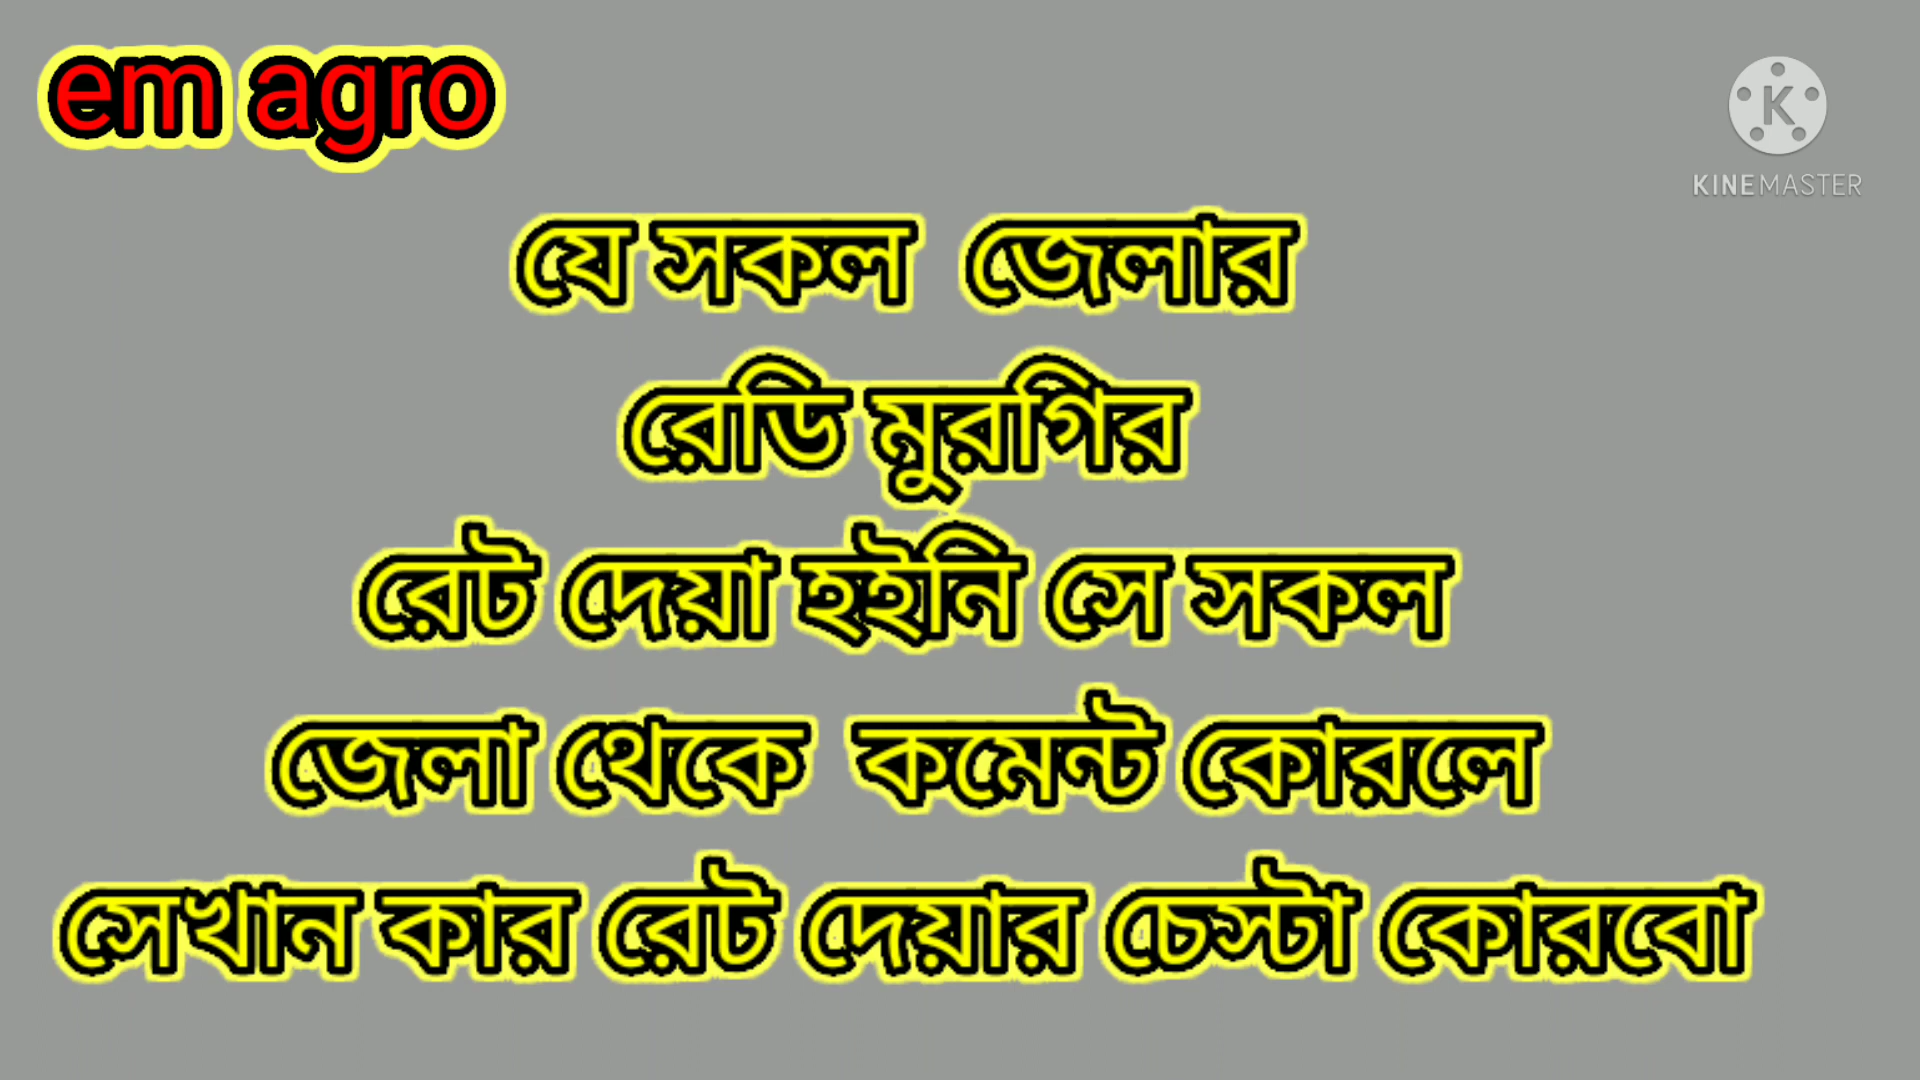 em agro
KINEMASTER
যে সকল জেলার
রেডি মুরগির
রেট দেয়া হইনি সে সকল
জেলা থেকে কমেন্ট কোরলে
সেখান কার রেট দেয়ার চেস্টা কোরবো